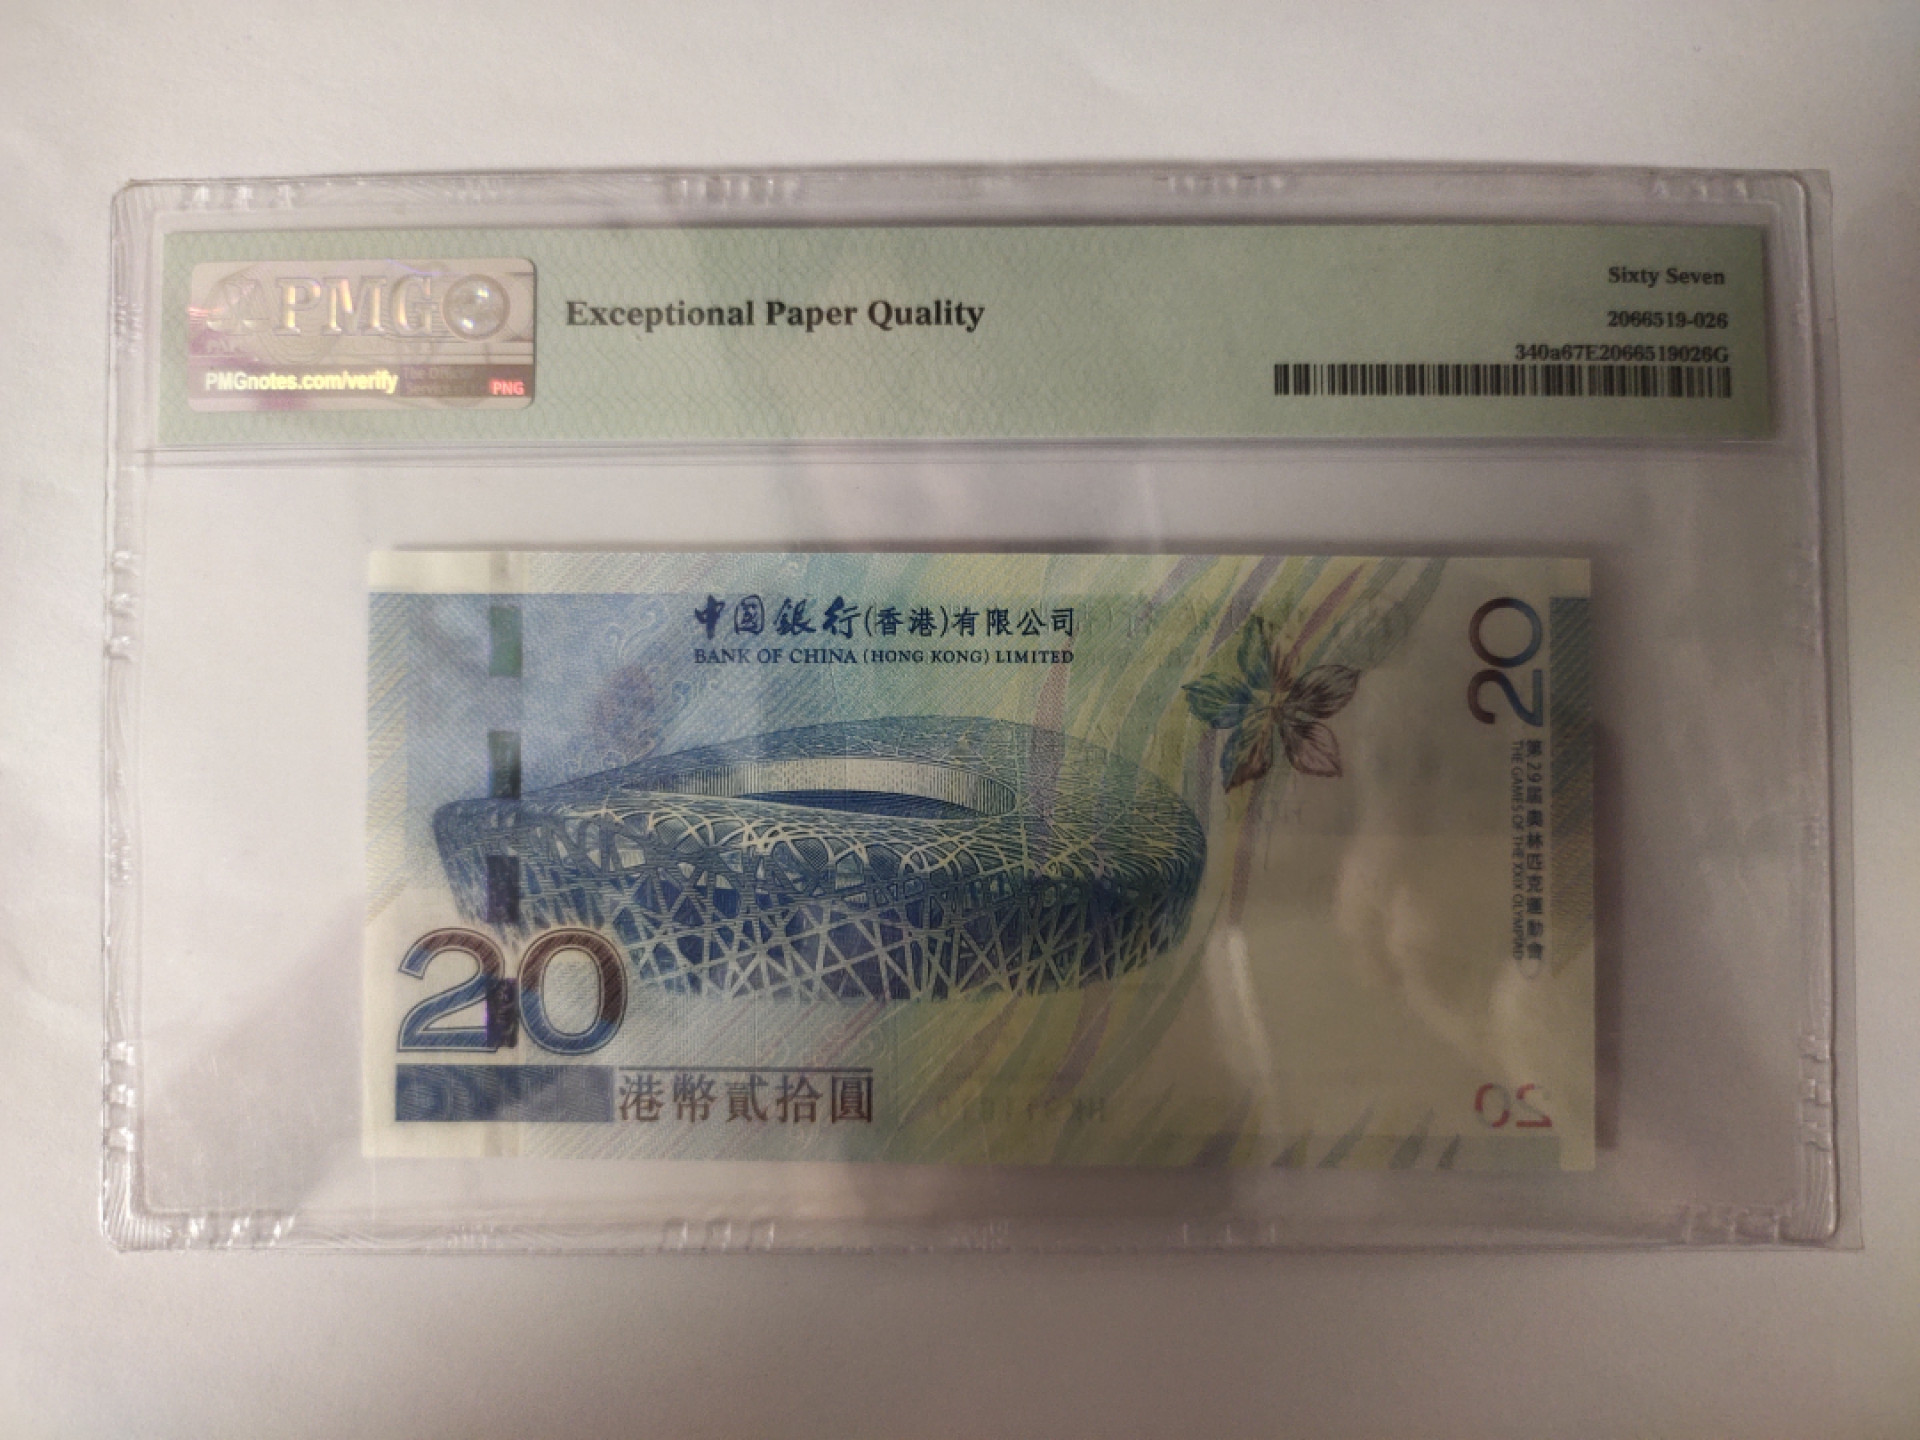 PMG
PMGnotes.com/verify
PNG
Exceptional Paper Quality
Sixty Seven
2066519-026
340a67E2066519026G
中国銀行(香港)有限公司
BANK OF CHINA (HONG KONG) LIMITED
20
第29屆奧林匹克運動會
THE GAMES OF THE XXIX OLYMPIAD
20
港幣貳拾圓
20